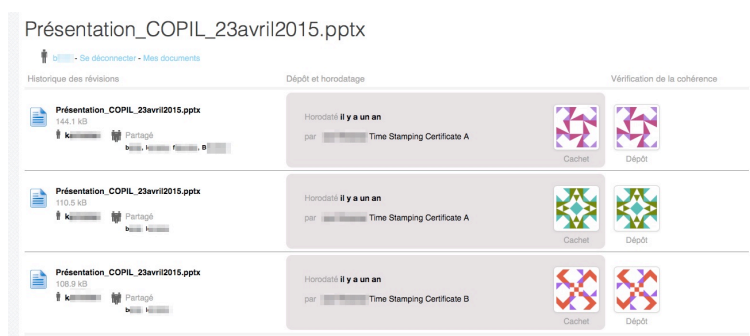 Présentation_COPIL_23avril2015.pptx
- Se déconnecter - Mes documents
Historique des révisions
Dépôt et horodatage
Vérification de la cohérence
Présentation_COPIL_23avril2015.pptx
144.1 kB
Partagé
Horodaté il y a un an
par Time Stamping Certificate A
Cachet
Dépôt
Présentation_COPIL_23avril2015.pptx
110.5 kB
Partagé
Horodaté il y a un an
par Time Stamping Certificate A
Cachet
Dépôt
Présentation_COPIL_22avril2015.pptx
108.9 kB
Partagé
Horodaté il y a un an
par Time Stamping Certificate B
Cachet
Dépôt